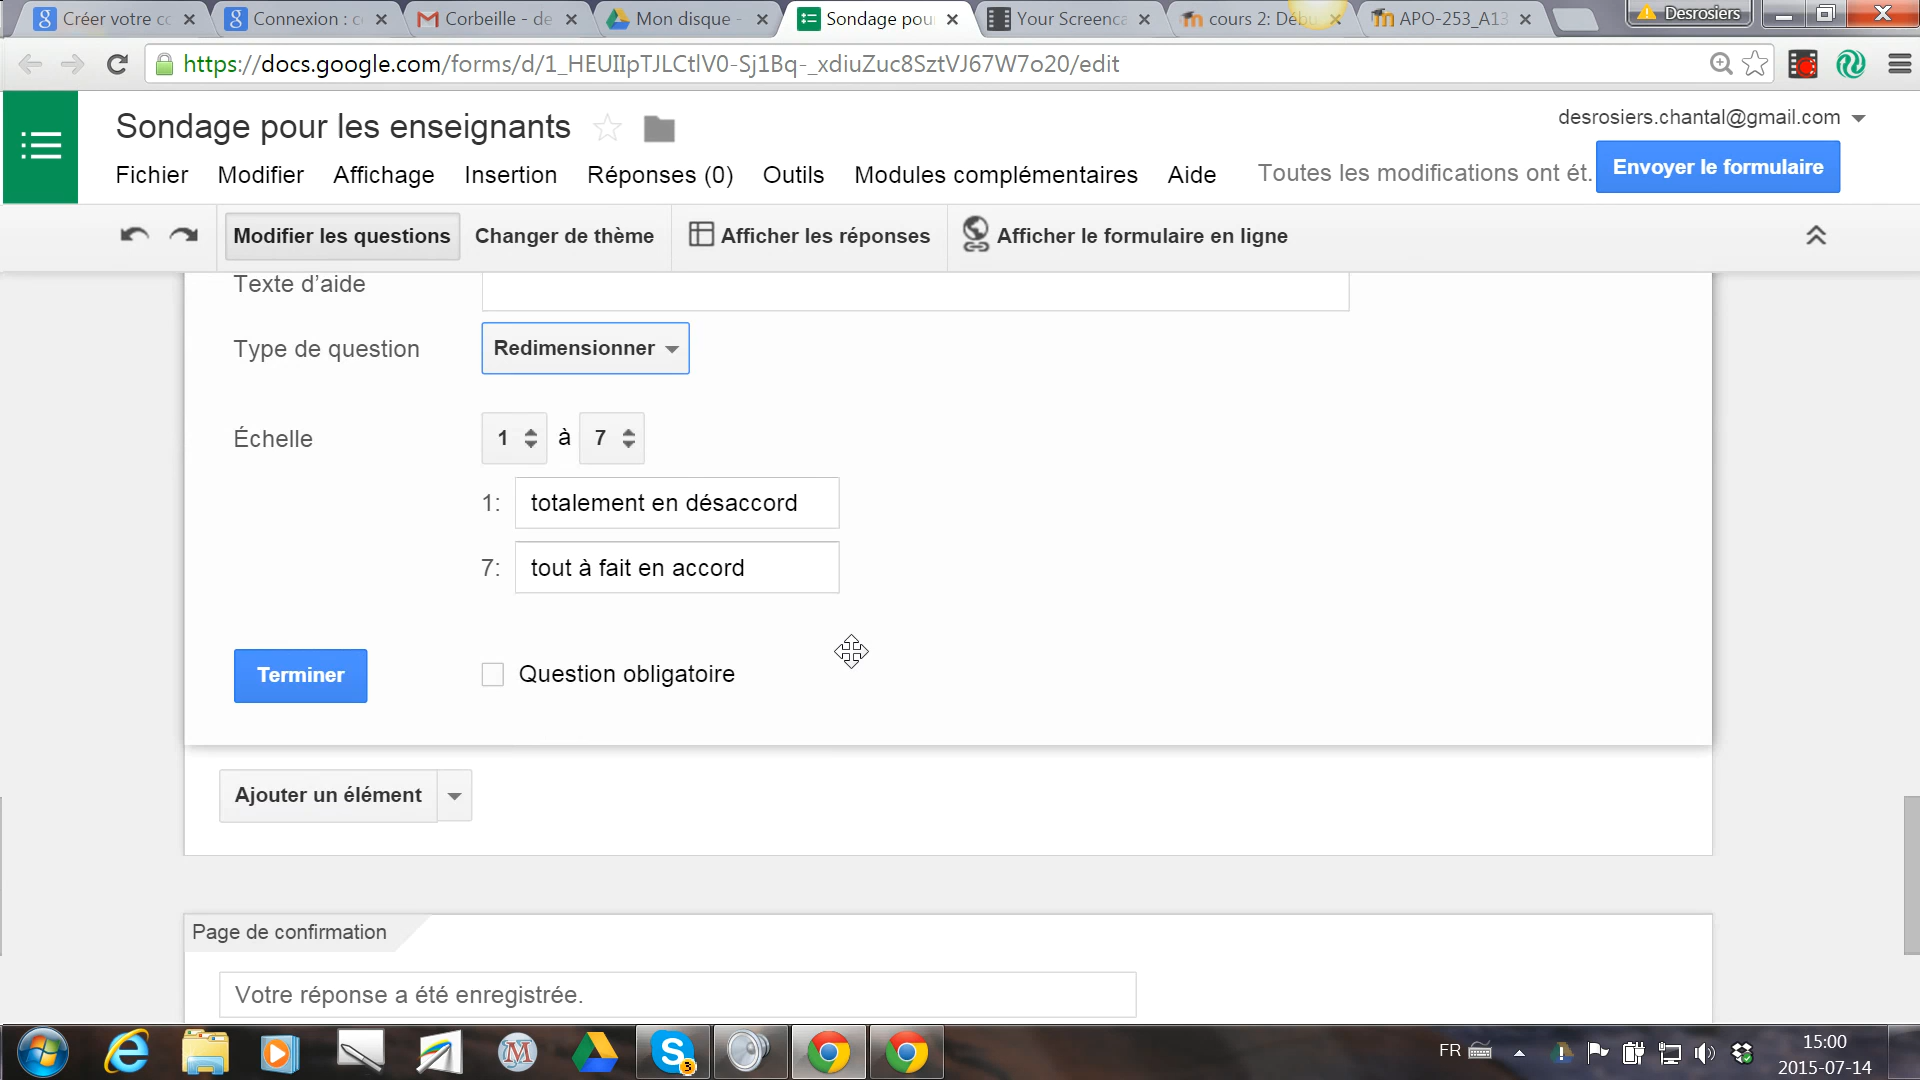 Créer votre co
Connexion : c
Corbeille - de
Mon disque -
Sondage pou
Your Screenca
cours 2: Débu
APO-253_A13
Desrosiers
https://docs.google.com/forms/d/1_HEUIIpTJLCtlV0-Sj1Bq-_xdiuZuc8SztVJ67W7o20/edit
Sondage pour les enseignants
desrosiers.chantal@gmail.com
Fichier Modifier Affichage Insertion Réponses (0) Outils Modules complémentaires Aide Toutes les modifications ont ét.
Envoyer le formulaire
Modifier les questions Changer de thème Afficher les réponses Afficher le formulaire en ligne
Texte d’aide
Type de question Redimensionner
Échelle 1 à 7
1: totalement en désaccord
7: tout à fait en accord
Terminer Question obligatoire
Ajouter un élément
Page de confirmation
Votre réponse a été enregistrée.
FR
15:00
2015-07-14